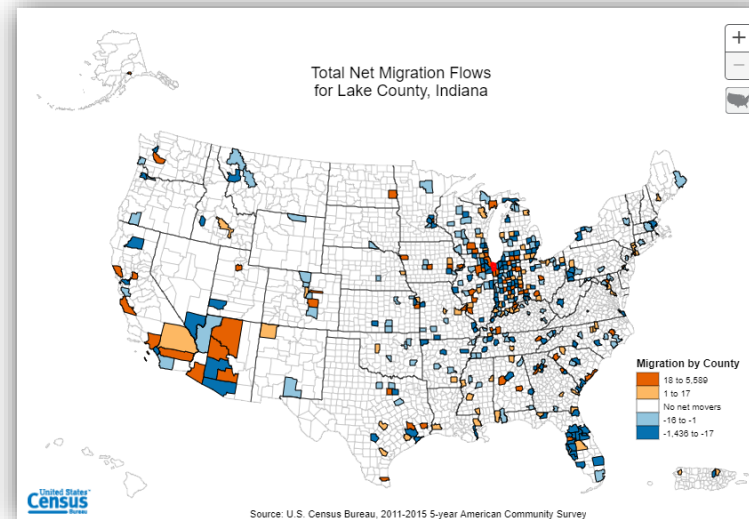 +
−
Total Net Migration Flows
for Lake County, Indiana
Migration by County
18 to 5,589
1 to 17
No net movers
-16 to -1
-1,436 to -17
United States™
Census
Bureau
Source: U.S. Census Bureau, 2011-2015 5-year American Community Survey